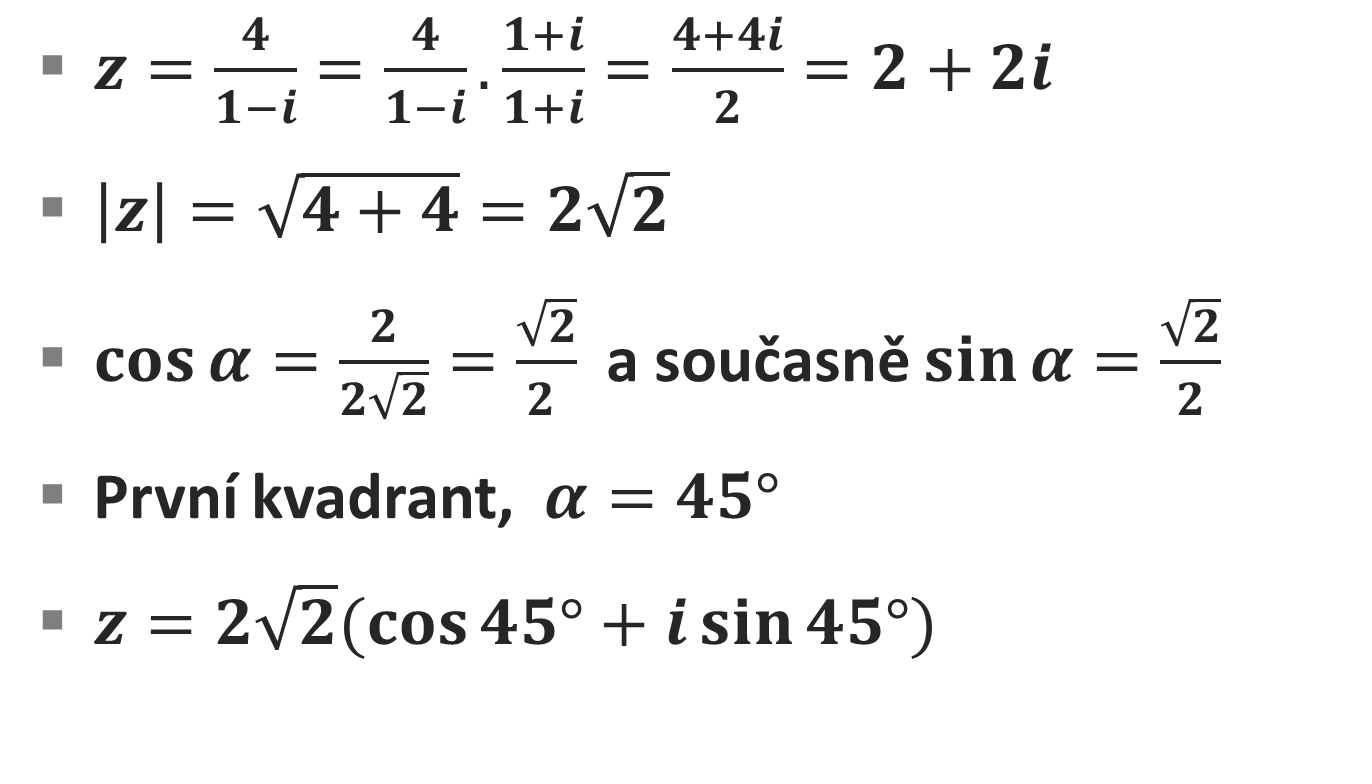 ▪ z = 4/(1−i) = 4/(1−i) . (1+i)/(1+i) = (4+4i)/2 = 2 + 2i
▪ |z| = √(4 + 4) = 2√2
▪ cos α = 2/(2√2) = √2/2 a současně sin α = √2/2
▪ První kvadrant, α = 45°
▪ z = 2√2(cos 45° + i sin 45°)